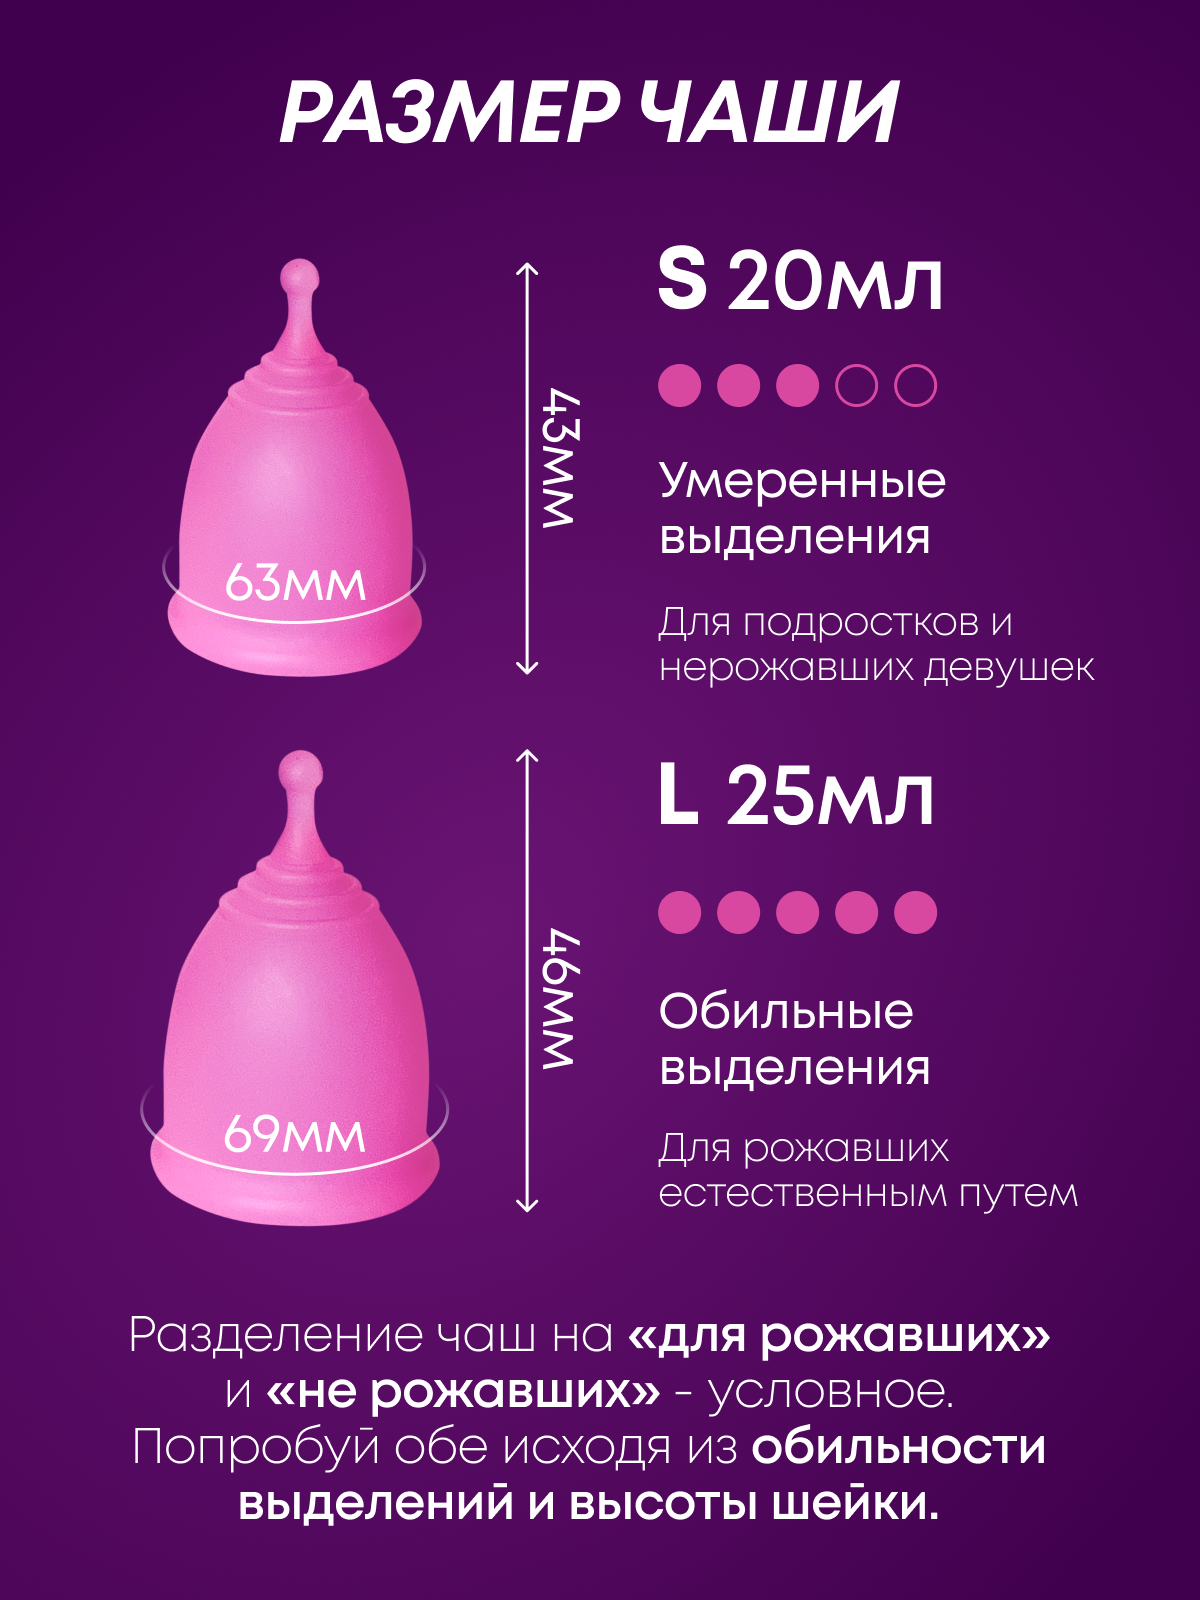 РАЗМЕР ЧАШИ
S 20мл
43мм
Умеренные
выделения
63мм
Для подростков и
нерожавших девушек
L 25мл
46мм
Обильные
выделения
69мм
Для рожавших
естественным путем
Разделение чаш на «для рожавших»
и «не рожавших» - условное.
Попробуй обе исходя из обильности
выделений и высоты шейки.